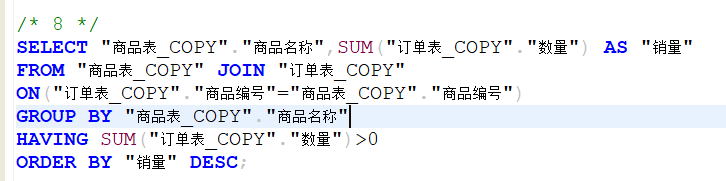 /* 8 */
SELECT "商品表_COPY"."商品名称",SUM("订单表_COPY"."数量") AS "销量"
FROM "商品表_COPY" JOIN "订单表_COPY"
ON("订单表_COPY"."商品编号"="商品表_COPY"."商品编号")
GROUP BY "商品表_COPY"."商品名称"
HAVING SUM("订单表_COPY"."数量")>0
ORDER BY "销量" DESC;